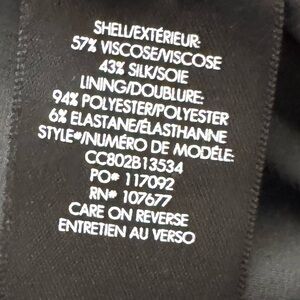 SHELL/EXTÉRIEUR:
57% VISCOSE/VISCOSE
43% SILK/SOIE
LINING/DOUBLURE:
94% POLYESTER/POLYESTER
6% ELASTANE/ÉLASTHANNE
STYLE#/NUMÉRO DE MODÈLE:
CC802B13534
PO# 117092
RN# 107677
CARE ON REVERSE
ENTRETIEN AU VERSO